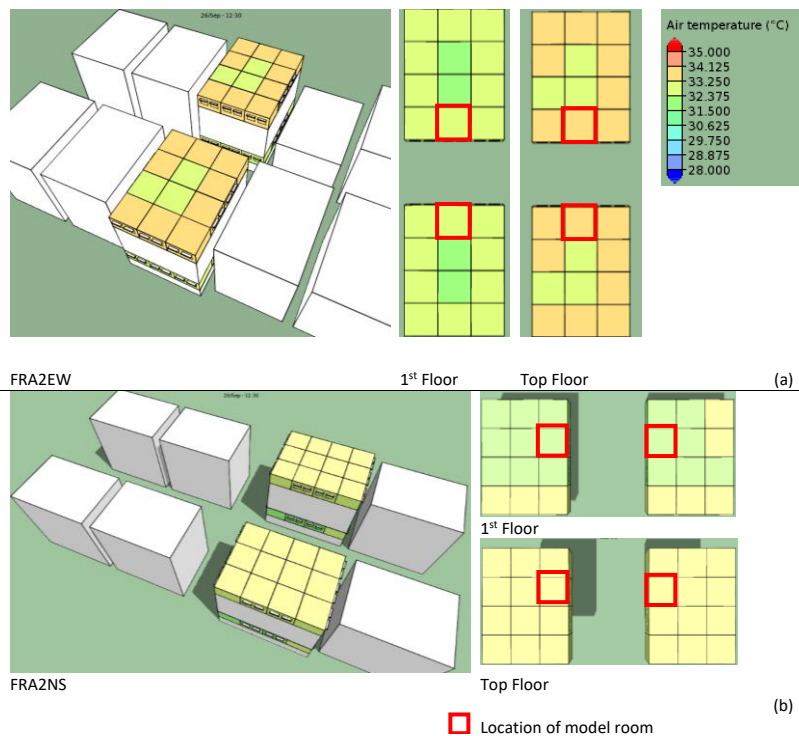 26/Sep - 12:30
Air temperature (°C)
35.000
34.125
33.250
32.375
31.500
30.625
29.750
28.875
28.000
FRA2EW 1st Floor Top Floor (a)
26/Sep - 12:30
1st Floor
FRA2NS Top Floor
(b)
Location of model room